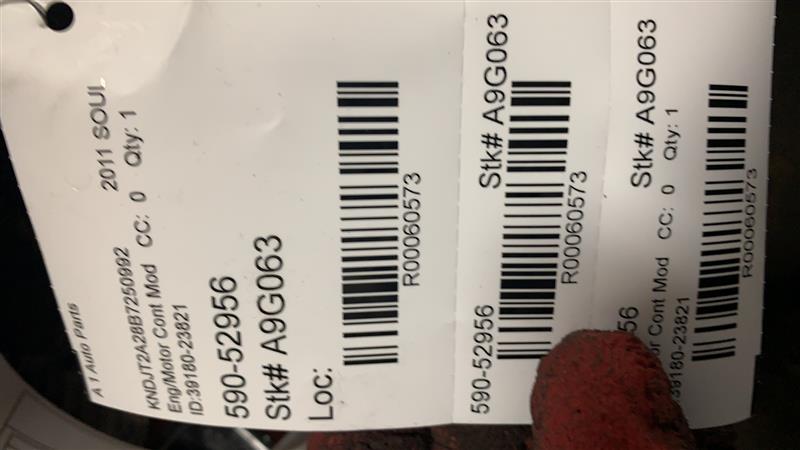 A 1 Auto Parts
KNDJT2A28B7250992 2011 SOUL
Eng/Motor Cont Mod CC: 0 Qty: 1
ID:39180-23821
590-52956
Stk# A9G063
Loc:
R00060573
590-52956 Stk# A9G063
R00060573
56 Stk# A9G063
or Cont Mod CC: 0 Qty: 1
39180-23821
R00060573